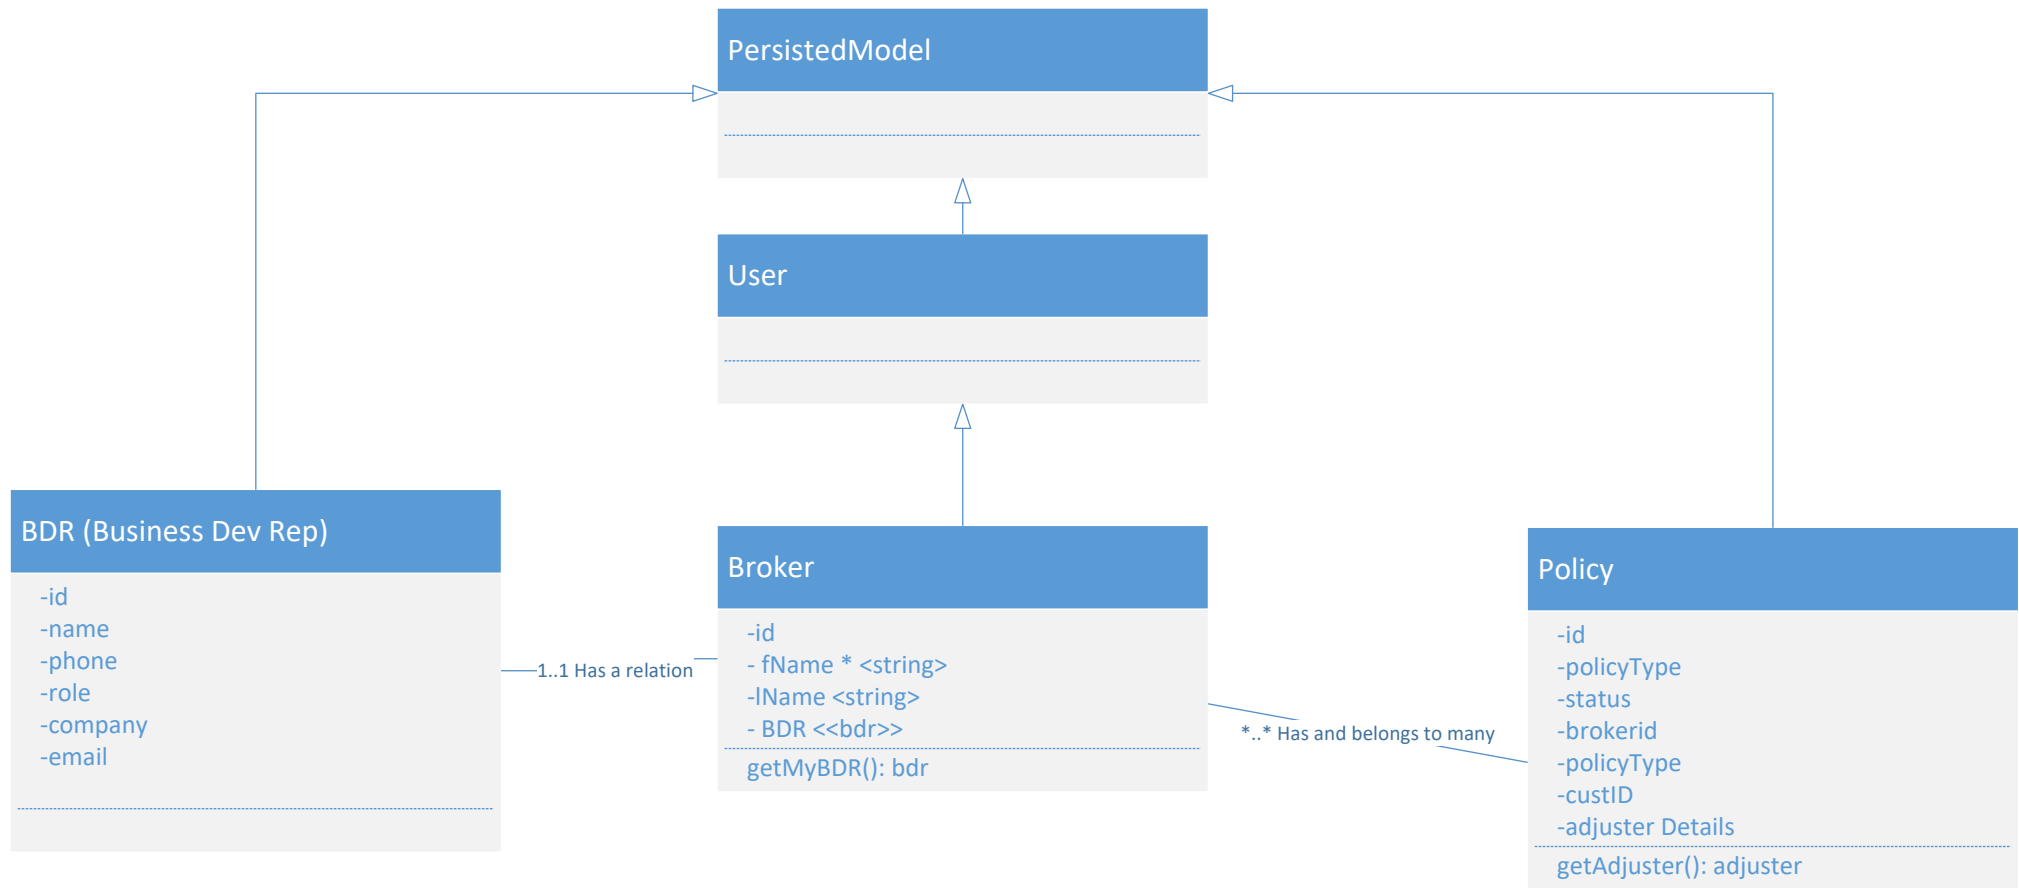 PersistedModel
User
BDR (Business Dev Rep)
-id
-name
-phone
-role
-company
-email
1..1 Has a relation
Broker
-id
- fName * <string>
-lName <string>
- BDR <<bdr>>
getMyBDR(): bdr
*..* Has and belongs to many
Policy
-id
-policyType
-status
-brokerid
-policyType
-custID
-adjuster Details
getAdjuster(): adjuster